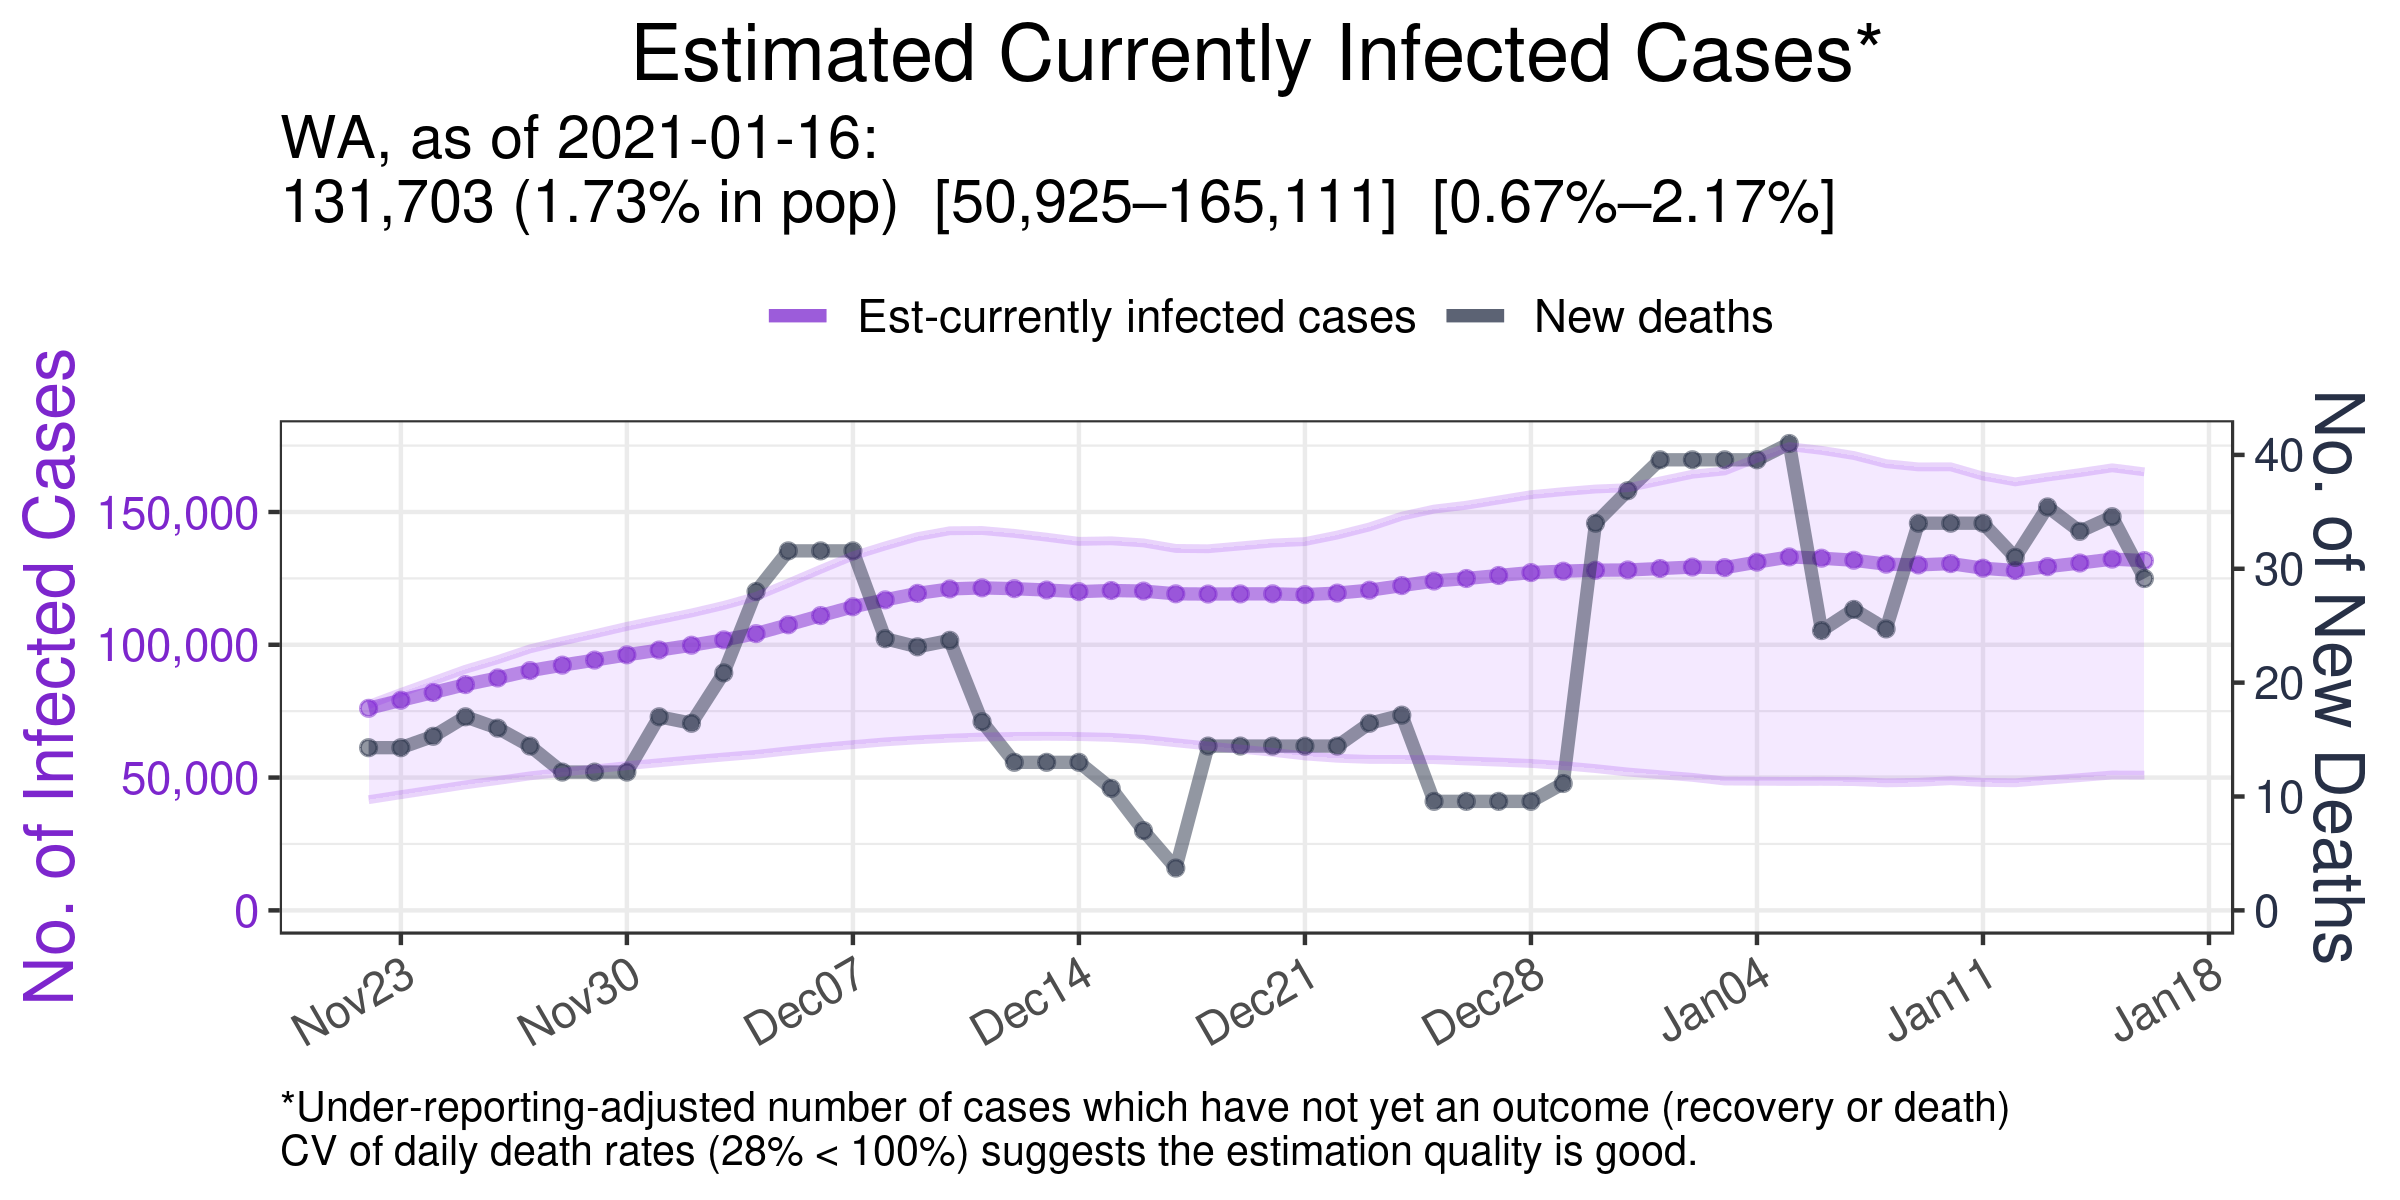 Estimated Currently Infected Cases*
WA, as of 2021-01-16:
131,703 (1.73% in pop)  [50,925–165,111]  [0.67%–2.17%]
Est-currently infected cases
New deaths
No. of Infected Cases
150,000
100,000
50,000
0
40
30
20
10
0
No. of New Deaths
Nov23
Nov30
Dec07
Dec14
Dec21
Dec28
Jan04
Jan11
Jan18
*Under-reporting-adjusted number of cases which have not yet an outcome (recovery or death)
CV of daily death rates (28% < 100%) suggests the estimation quality is good.